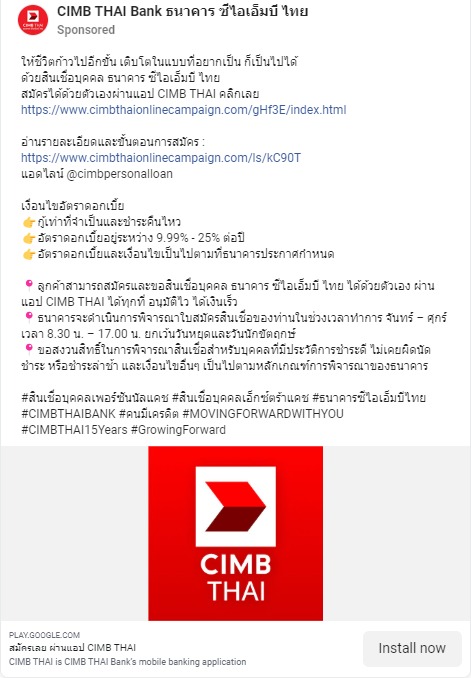 CIMB THAI Bank ธนาคาร ซีไอเอ็มบี ไทย
Sponsored
ให้ชีวิตก้าวไปอีกขั้น เติบโตในแบบที่อยากเป็น ก็เป็นไปได้
ด้วยสินเชื่อบุคคล ธนาคาร ซีไอเอ็มบี ไทย
สมัครได้ด้วยตัวเองผ่านแอป CIMB THAI คลิกเลย
https://www.cimbthaionlinecampaign.com/gHf3E/index.html
อ่านรายละเอียดและขั้นตอนการสมัคร :
https://www.cimbthaionlinecampaign.com/ls/kC90T
แอดไลน์ @cimbpersonalloan
เงื่อนไขอัตราดอกเบี้ย
👉กู้เท่าที่จำเป็นและชำระคืนไหว
👉อัตราดอกเบี้ยอยู่ระหว่าง 9.99% - 25% ต่อปี
👉อัตราดอกเบี้ยและเงื่อนไขเป็นไปตามที่ธนาคารประกาศกำหนด
📍 ลูกค้าสามารถสมัครและขอสินเชื่อบุคคล ธนาคาร ซีไอเอ็มบี ไทย ได้ด้วยตัวเอง ผ่าน
แอป CIMB THAI ได้ทุกที่ อนุมัติไว ได้เงินเร็ว
📍 ธนาคารจะดำเนินการพิจารณาใบสมัครสินเชื่อของท่านในช่วงเวลาทำการ จันทร์ – ศุกร์
เวลา 8.30 น. – 17.00 น. ยกเว้นวันหยุดและวันนักขัตฤกษ์
📍 ขอสงวนสิทธิ์ในการพิจารณาสินเชื่อสำหรับบุคคลที่มีประวัติการชำระดี ไม่เคยผิดนัด
ชำระ หรือชำระล่าช้า และเงื่อนไขอื่นๆ เป็นไปตามหลักเกณฑ์การพิจารณาของธนาคาร
#สินเชื่อบุคคลเพอร์ซันนัลแคช #สินเชื่อบุคคลเอ็กซ์ตร้าแคช #ธนาคารซีไอเอ็มบีไทย
#CIMBTHAIBANK #คนมีเครดิต #MOVINGFORWARDWITHYOU
#CIMBTHAI15Years #GrowingForward
CIMB
THAI
PLAY.GOOGLE.COM
สมัครเลย ผ่านแอป CIMB THAI
CIMB THAI is CIMB THAI Bank's mobile banking application
Install now